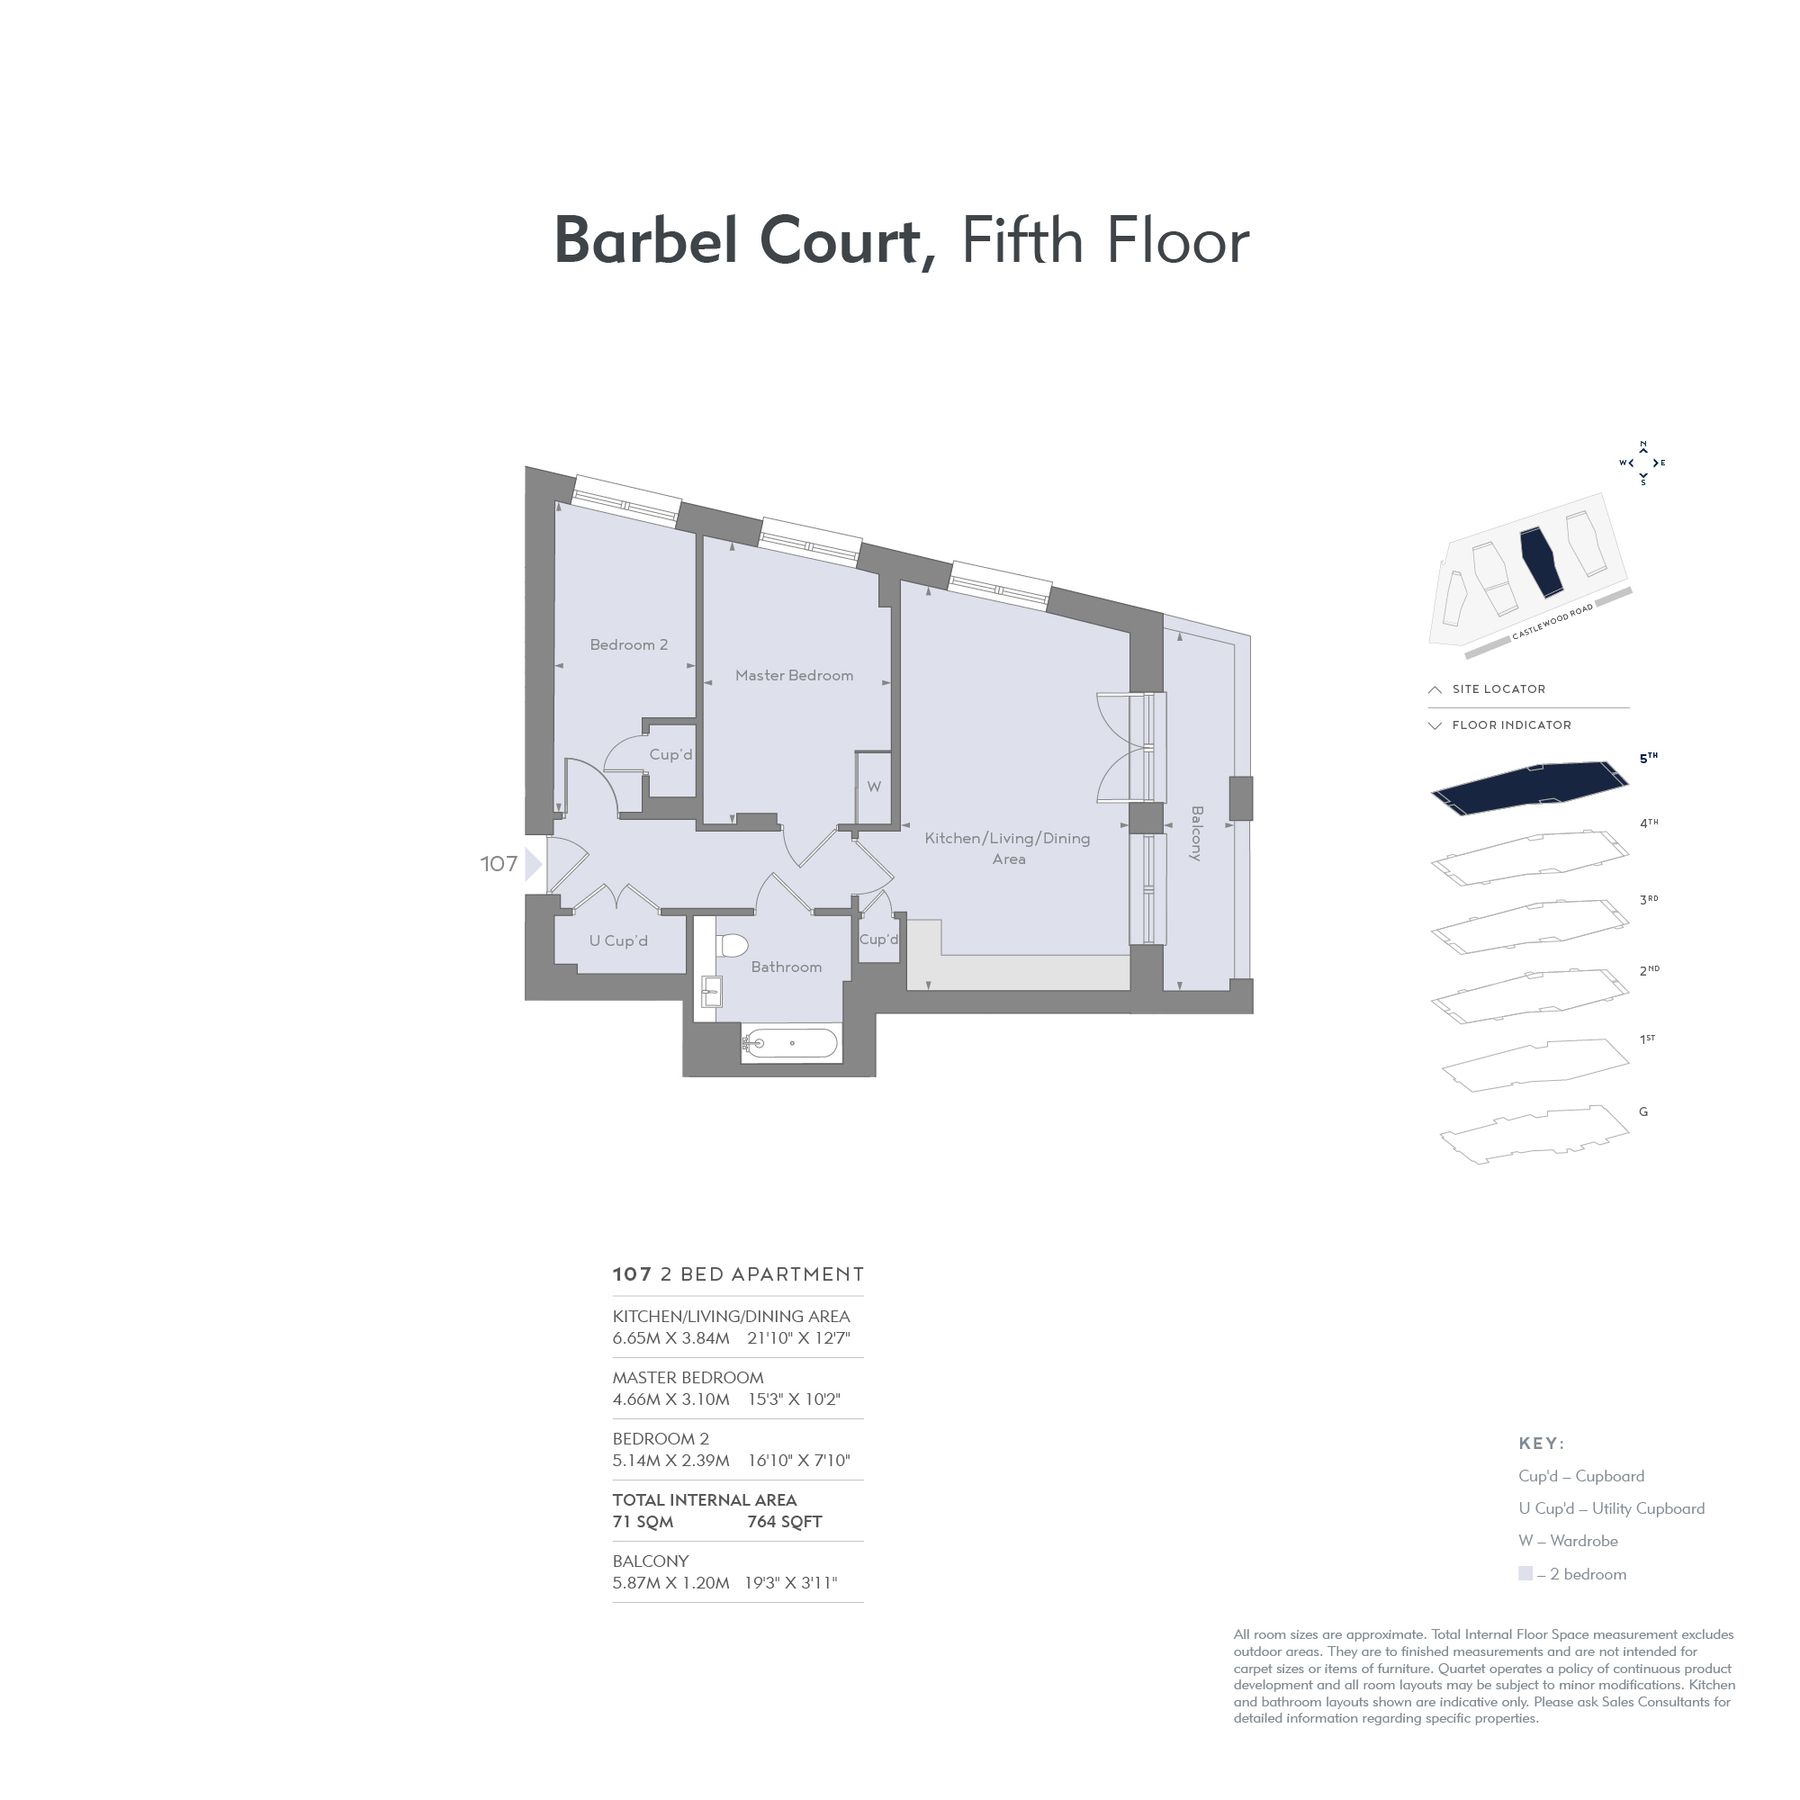 Barbel Court, Fifth Floor
Bedroom 2
Master Bedroom
Cup'd
W
Kitchen/Living/Dining
Area
Balcony
107
U Cup'd
Bathroom
Cup'd
N
W E
S
CASTLEWOOD ROAD
SITE LOCATOR
FLOOR INDICATOR
5TH
4TH
3RD
2ND
1ST
G
107 2 BED APARTMENT
KITCHEN/LIVING/DINING AREA
6.65M X 3.84M 21'10" X 12'7"
MASTER BEDROOM
4.66M X 3.10M 15'3" X 10'2"
BEDROOM 2
5.14M X 2.39M 16'10" X 7'10"
TOTAL INTERNAL AREA
71 SQM 764 SQFT
BALCONY
5.87M X 1.20M 19'3" X 3'11"
KEY:
Cup'd – Cupboard
U Cup'd – Utility Cupboard
W – Wardrobe
– 2 bedroom
All room sizes are approximate. Total Internal Floor Space measurement excludes
outdoor areas. They are to finished measurements and are not intended for
carpet sizes or items of furniture. Quartet operates a policy of continuous product
development and all room layouts may be subject to minor modifications. Kitchen
and bathroom layouts shown are indicative only. Please ask Sales Consultants for
detailed information regarding specific properties.